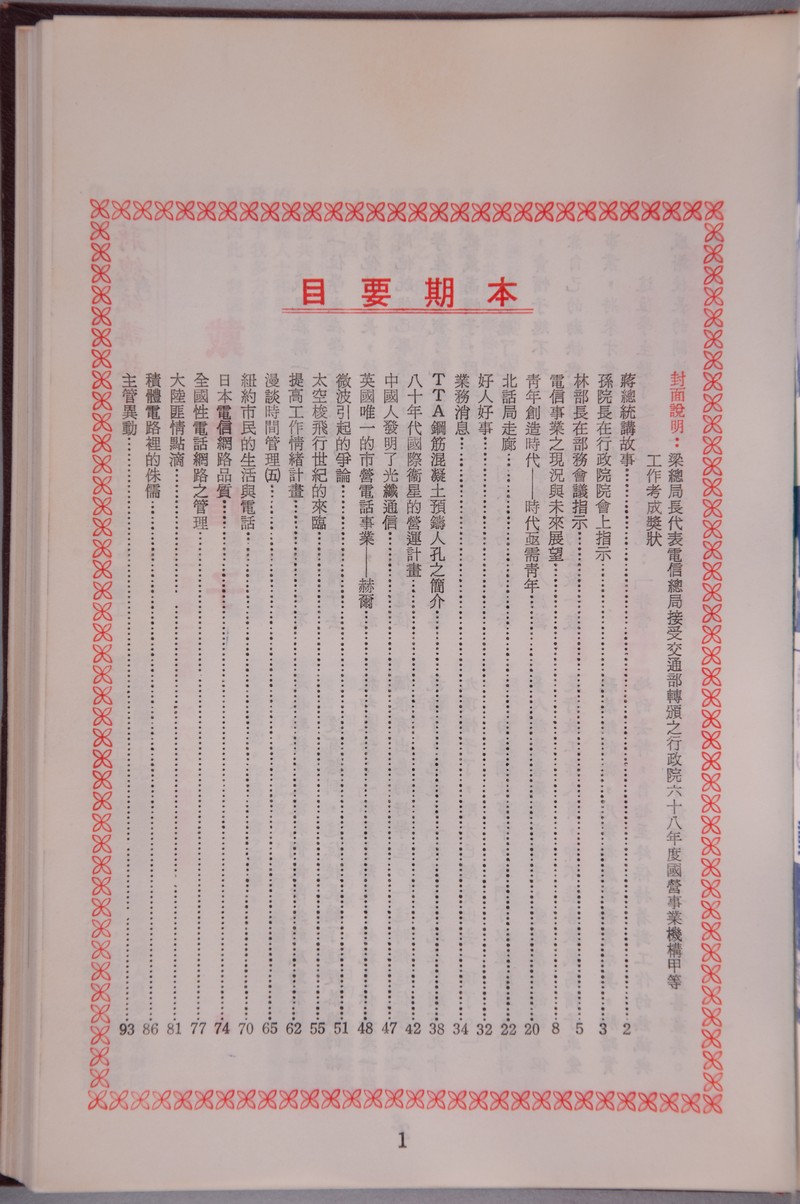 本期要目
封面說明：梁總局長代表電信總局接受交通部轉頒之行政院六十八年度國營事業機構甲等
工作考成獎狀
蔣總統講故事……2
孫院長在行政院院會上指示……3
林部長在部務會議指示……5
電信事業之現況與未來展望……8
靑年創造時代——時代亟需靑年……20
北話局走廊……22
好人好事……32
業務消息……34
TTA鋼筋混凝土預鑄人孔之簡介……38
八十年代國際衞星的營運計畫……42
中國人發明了光纖通信……47
英國唯一的市營電話事業——赫爾……48
微波引起的爭論……51
太空梭飛行世紀的來臨……55
提高工作情緖計畫……62
漫談時間管理㈤……65
紐約市民的生活與電話……70
日本電信網路品質……74
全國性電話網路之管理……77
大陸匪情點滴……81
積體電路裡的侏儒……86
主管異動……93
1